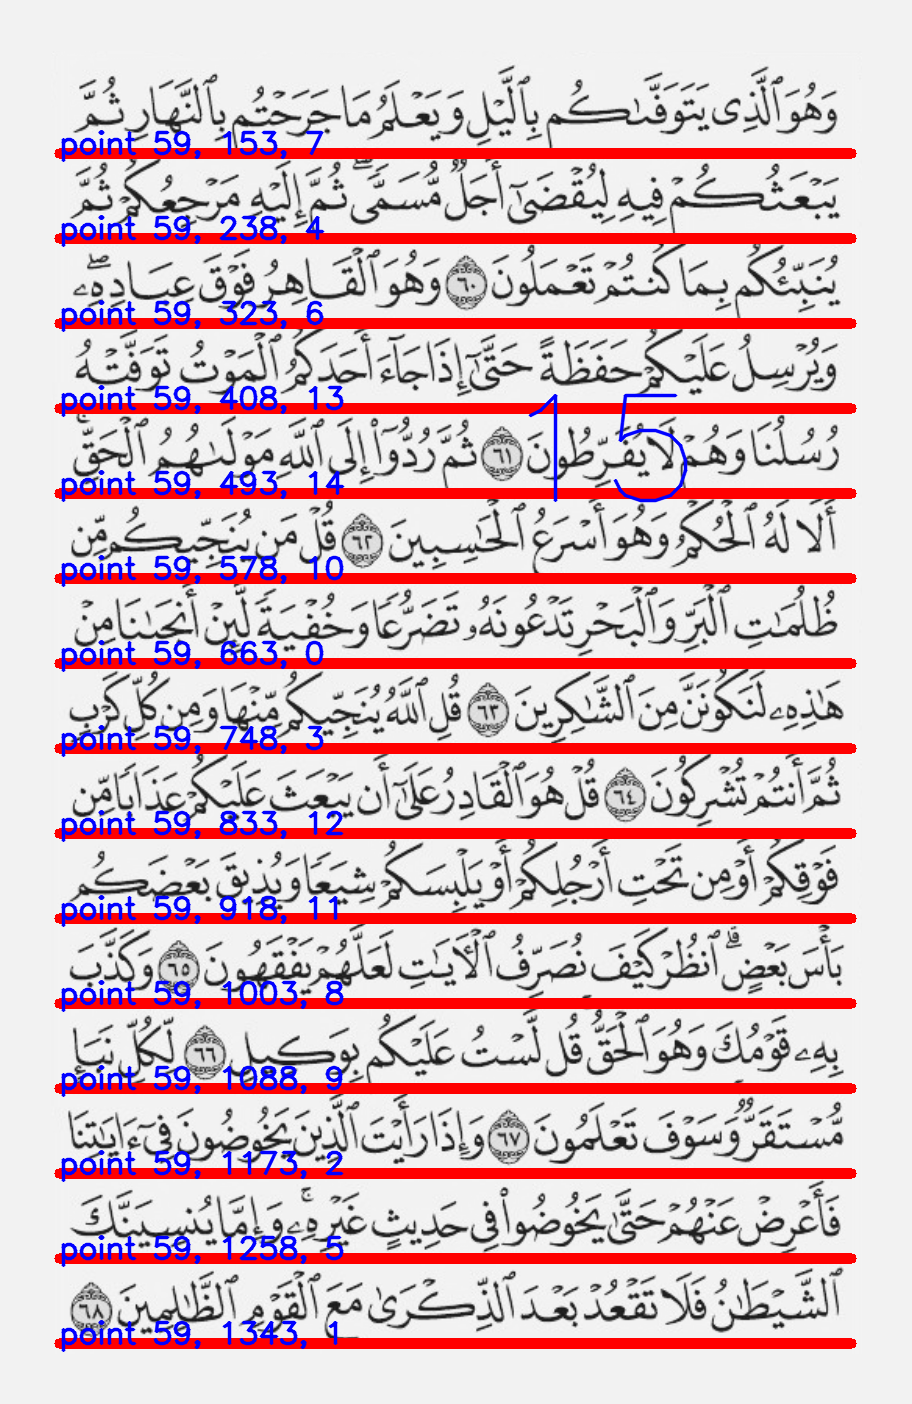 وَهُوَ ٱلَّذِى يَتَوَفَّىٰكُم بِٱلَّيْلِ وَيَعْلَمُ مَا جَرَحْتُم بِٱلنَّهَارِ ثُمَّ
point 59, 153, 7
يَبْعَثُكُمْ فِيهِ لِيُقْضَىٰٓ أَجَلٌ مُّسَمًّى ۖ ثُمَّ إِلَيْهِ مَرْجِعُكُمْ ثُمَّ
point 59, 238, 4
يُنَبِّئُكُم بِمَا كُنتُمْ تَعْمَلُونَ ٦٠ وَهُوَ ٱلْقَاهِرُ فَوْقَ عِبَادِهِۦ ۖ
point 59, 323, 6
وَيُرْسِلُ عَلَيْكُمْ حَفَظَةً حَتَّىٰٓ إِذَا جَآءَ أَحَدَكُمُ ٱلْمَوْتُ تَوَفَّتْهُ
point 59, 408, 13
15
رُسُلُنَا وَهُمْ لَا يُفَرِّطُونَ ٦١ ثُمَّ رُدُّوٓا۟ إِلَى ٱللَّهِ مَوْلَىٰهُمُ ٱلْحَقِّ ۚ
point 59, 493, 14
أَلَا لَهُ ٱلْحُكْمُ وَهُوَ أَسْرَعُ ٱلْحَـٰسِبِينَ ٦٢ قُلْ مَن يُنَجِّيكُم مِّن
point 59, 578, 10
ظُلُمَـٰتِ ٱلْبَرِّ وَٱلْبَحْرِ تَدْعُونَهُۥ تَضَرُّعًا وَخُفْيَةً لَّئِنْ أَنجَىٰنَا مِنْ
point 59, 663, 0
هَـٰذِهِۦ لَنَكُونَنَّ مِنَ ٱلشَّـٰكِرِينَ ٦٣ قُلِ ٱللَّهُ يُنَجِّيكُم مِّنْهَا وَمِن كُلِّ كَرْبٍ
point 59, 748, 3
ثُمَّ أَنتُمْ تُشْرِكُونَ ٦٤ قُلْ هُوَ ٱلْقَادِرُ عَلَىٰٓ أَن يَبْعَثَ عَلَيْكُمْ عَذَابًا مِّن
point 59, 833, 12
فَوْقِكُمْ أَوْ مِن تَحْتِ أَرْجُلِكُمْ أَوْ يَلْبِسَكُمْ شِيَعًا وَيُذِيقَ بَعْضَكُم
point 59, 918, 11
بَأْسَ بَعْضٍ ۗ ٱنظُرْ كَيْفَ نُصَرِّفُ ٱلْـَٔايَـٰتِ لَعَلَّهُمْ يَفْقَهُونَ ٦٥ وَكَذَّبَ
point 59, 1003, 8
بِهِۦ قَوْمُكَ وَهُوَ ٱلْحَقُّ ۚ قُل لَّسْتُ عَلَيْكُم بِوَكِيلٍ ٦٦ لِّكُلِّ نَبَإٍ
point 59, 1088, 9
مُّسْتَقَرٌّ وَسَوْفَ تَعْلَمُونَ ٦٧ وَإِذَا رَأَيْتَ ٱلَّذِينَ يَخُوضُونَ فِىٓ ءَايَـٰتِنَا
point 59, 1173, 2
فَأَعْرِضْ عَنْهُمْ حَتَّىٰ يَخُوضُوا۟ فِى حَدِيثٍ غَيْرِهِۦ ۚ وَإِمَّا يُنسِيَنَّكَ
point 59, 1258, 5
ٱلشَّيْطَـٰنُ فَلَا تَقْعُدْ بَعْدَ ٱلذِّكْرَىٰ مَعَ ٱلْقَوْمِ ٱلظَّـٰلِمِينَ ٦٨
point 59, 1343, 1